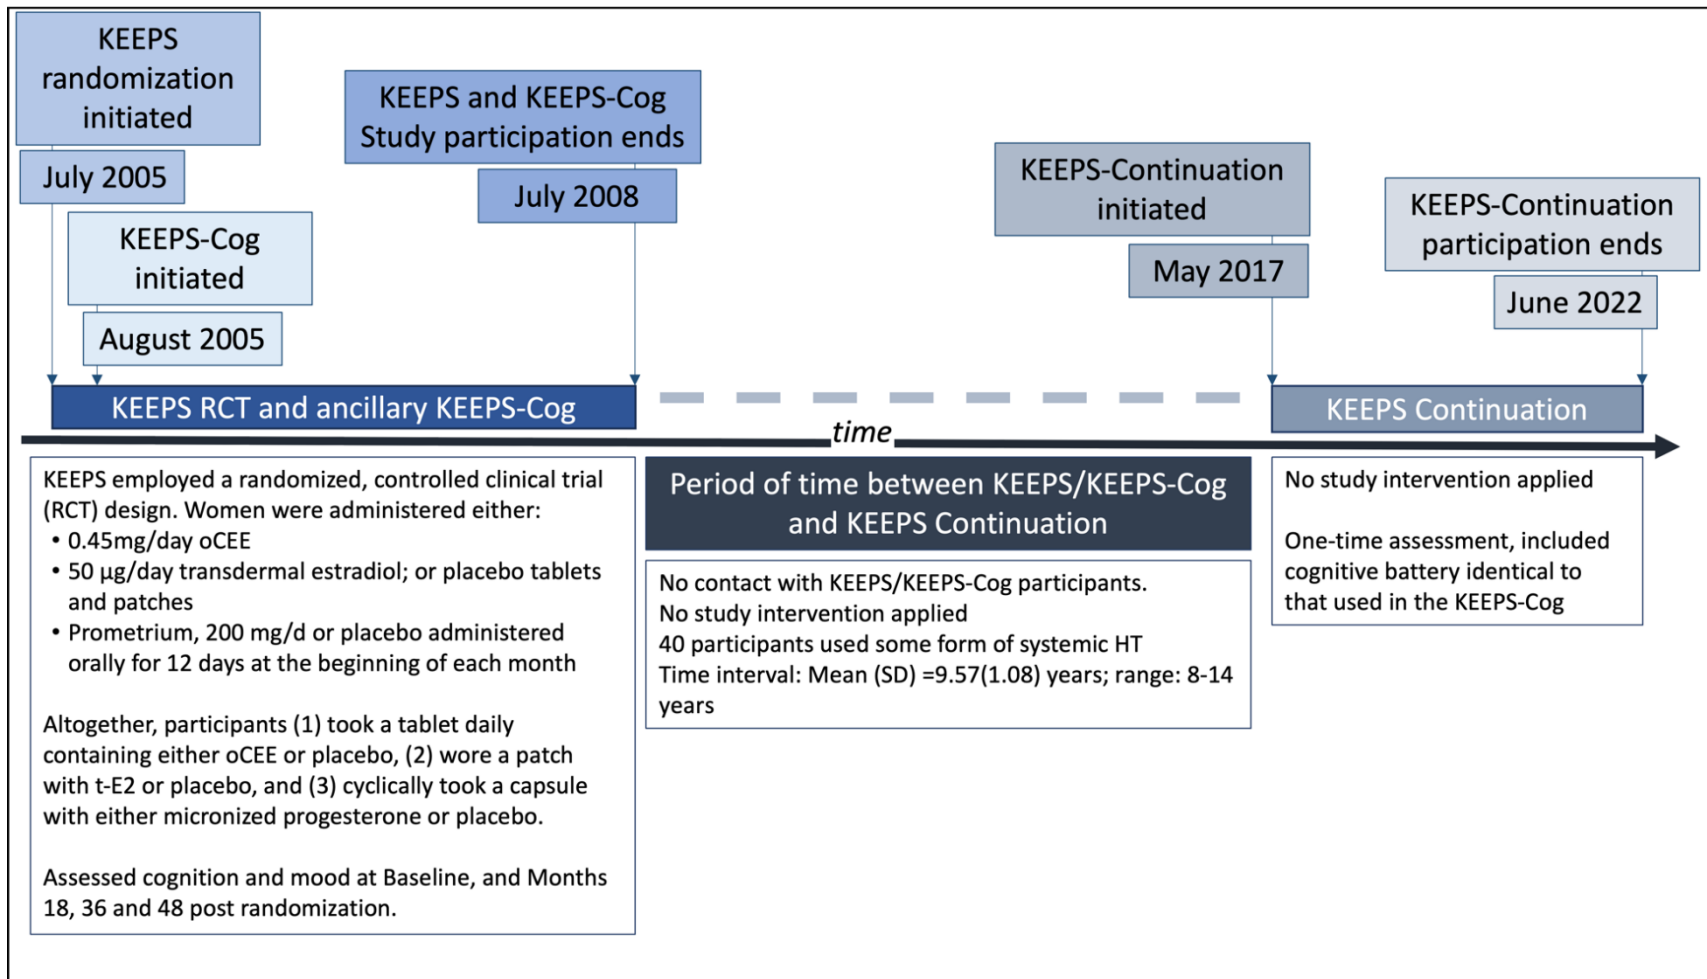 KEEPS
randomization
initiated
July 2005
KEEPS-Cog
initiated
August 2005
KEEPS and KEEPS-Cog
Study participation ends
July 2008
KEEPS-Continuation
initiated
May 2017
KEEPS-Continuation
participation ends
June 2022
KEEPS RCT and ancillary KEEPS-Cog
KEEPS Continuation
time
KEEPS employed a randomized, controlled clinical trial
(RCT) design. Women were administered either:
• 0.45mg/day oCEE
• 50 µg/day transdermal estradiol; or placebo tablets
and patches
• Prometrium, 200 mg/d or placebo administered
orally for 12 days at the beginning of each month
Altogether, participants (1) took a tablet daily
containing either oCEE or placebo, (2) wore a patch
with t-E2 or placebo, and (3) cyclically took a capsule
with either micronized progesterone or placebo.
Assessed cognition and mood at Baseline, and Months
18, 36 and 48 post randomization.
Period of time between KEEPS/KEEPS-Cog
and KEEPS Continuation
No contact with KEEPS/KEEPS-Cog participants.
No study intervention applied
40 participants used some form of systemic HT
Time interval: Mean (SD) =9.57(1.08) years; range: 8-14
years
No study intervention applied
One-time assessment, included
cognitive battery identical to
that used in the KEEPS-Cog